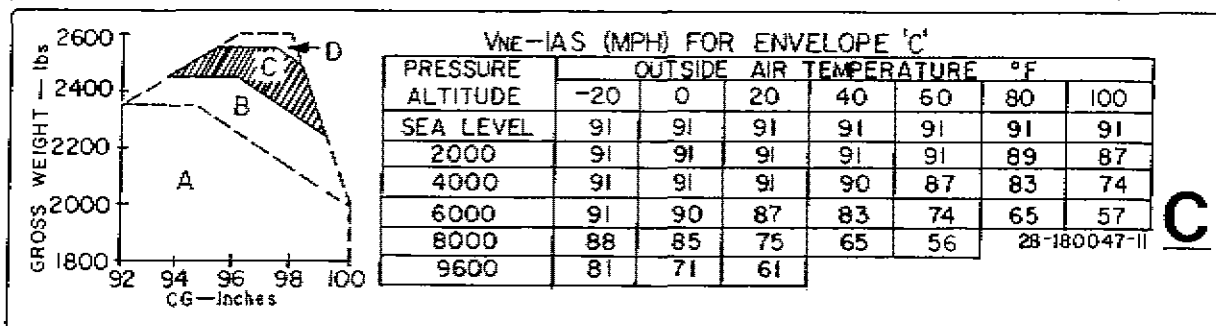 VNE-IAS (MPH) FOR ENVELOPE 'C'
PRESSURE ALTITUDE OUTSIDE AIR TEMPERATURE °F
-20 0 20 40 60 80 100
SEA LEVEL 91 91 91 91 91 91 91
2000 91 91 91 91 91 89 87
4000 91 91 91 90 87 83 74
6000 91 90 87 83 74 65 57
8000 88 85 75 65 56
9600 81 71 61
28-180047-11
C
GROSS WEIGHT — lbs
2600
2400
2200
2000
1800
92 94 96 98 100
CG—Inches
A
B
C
D